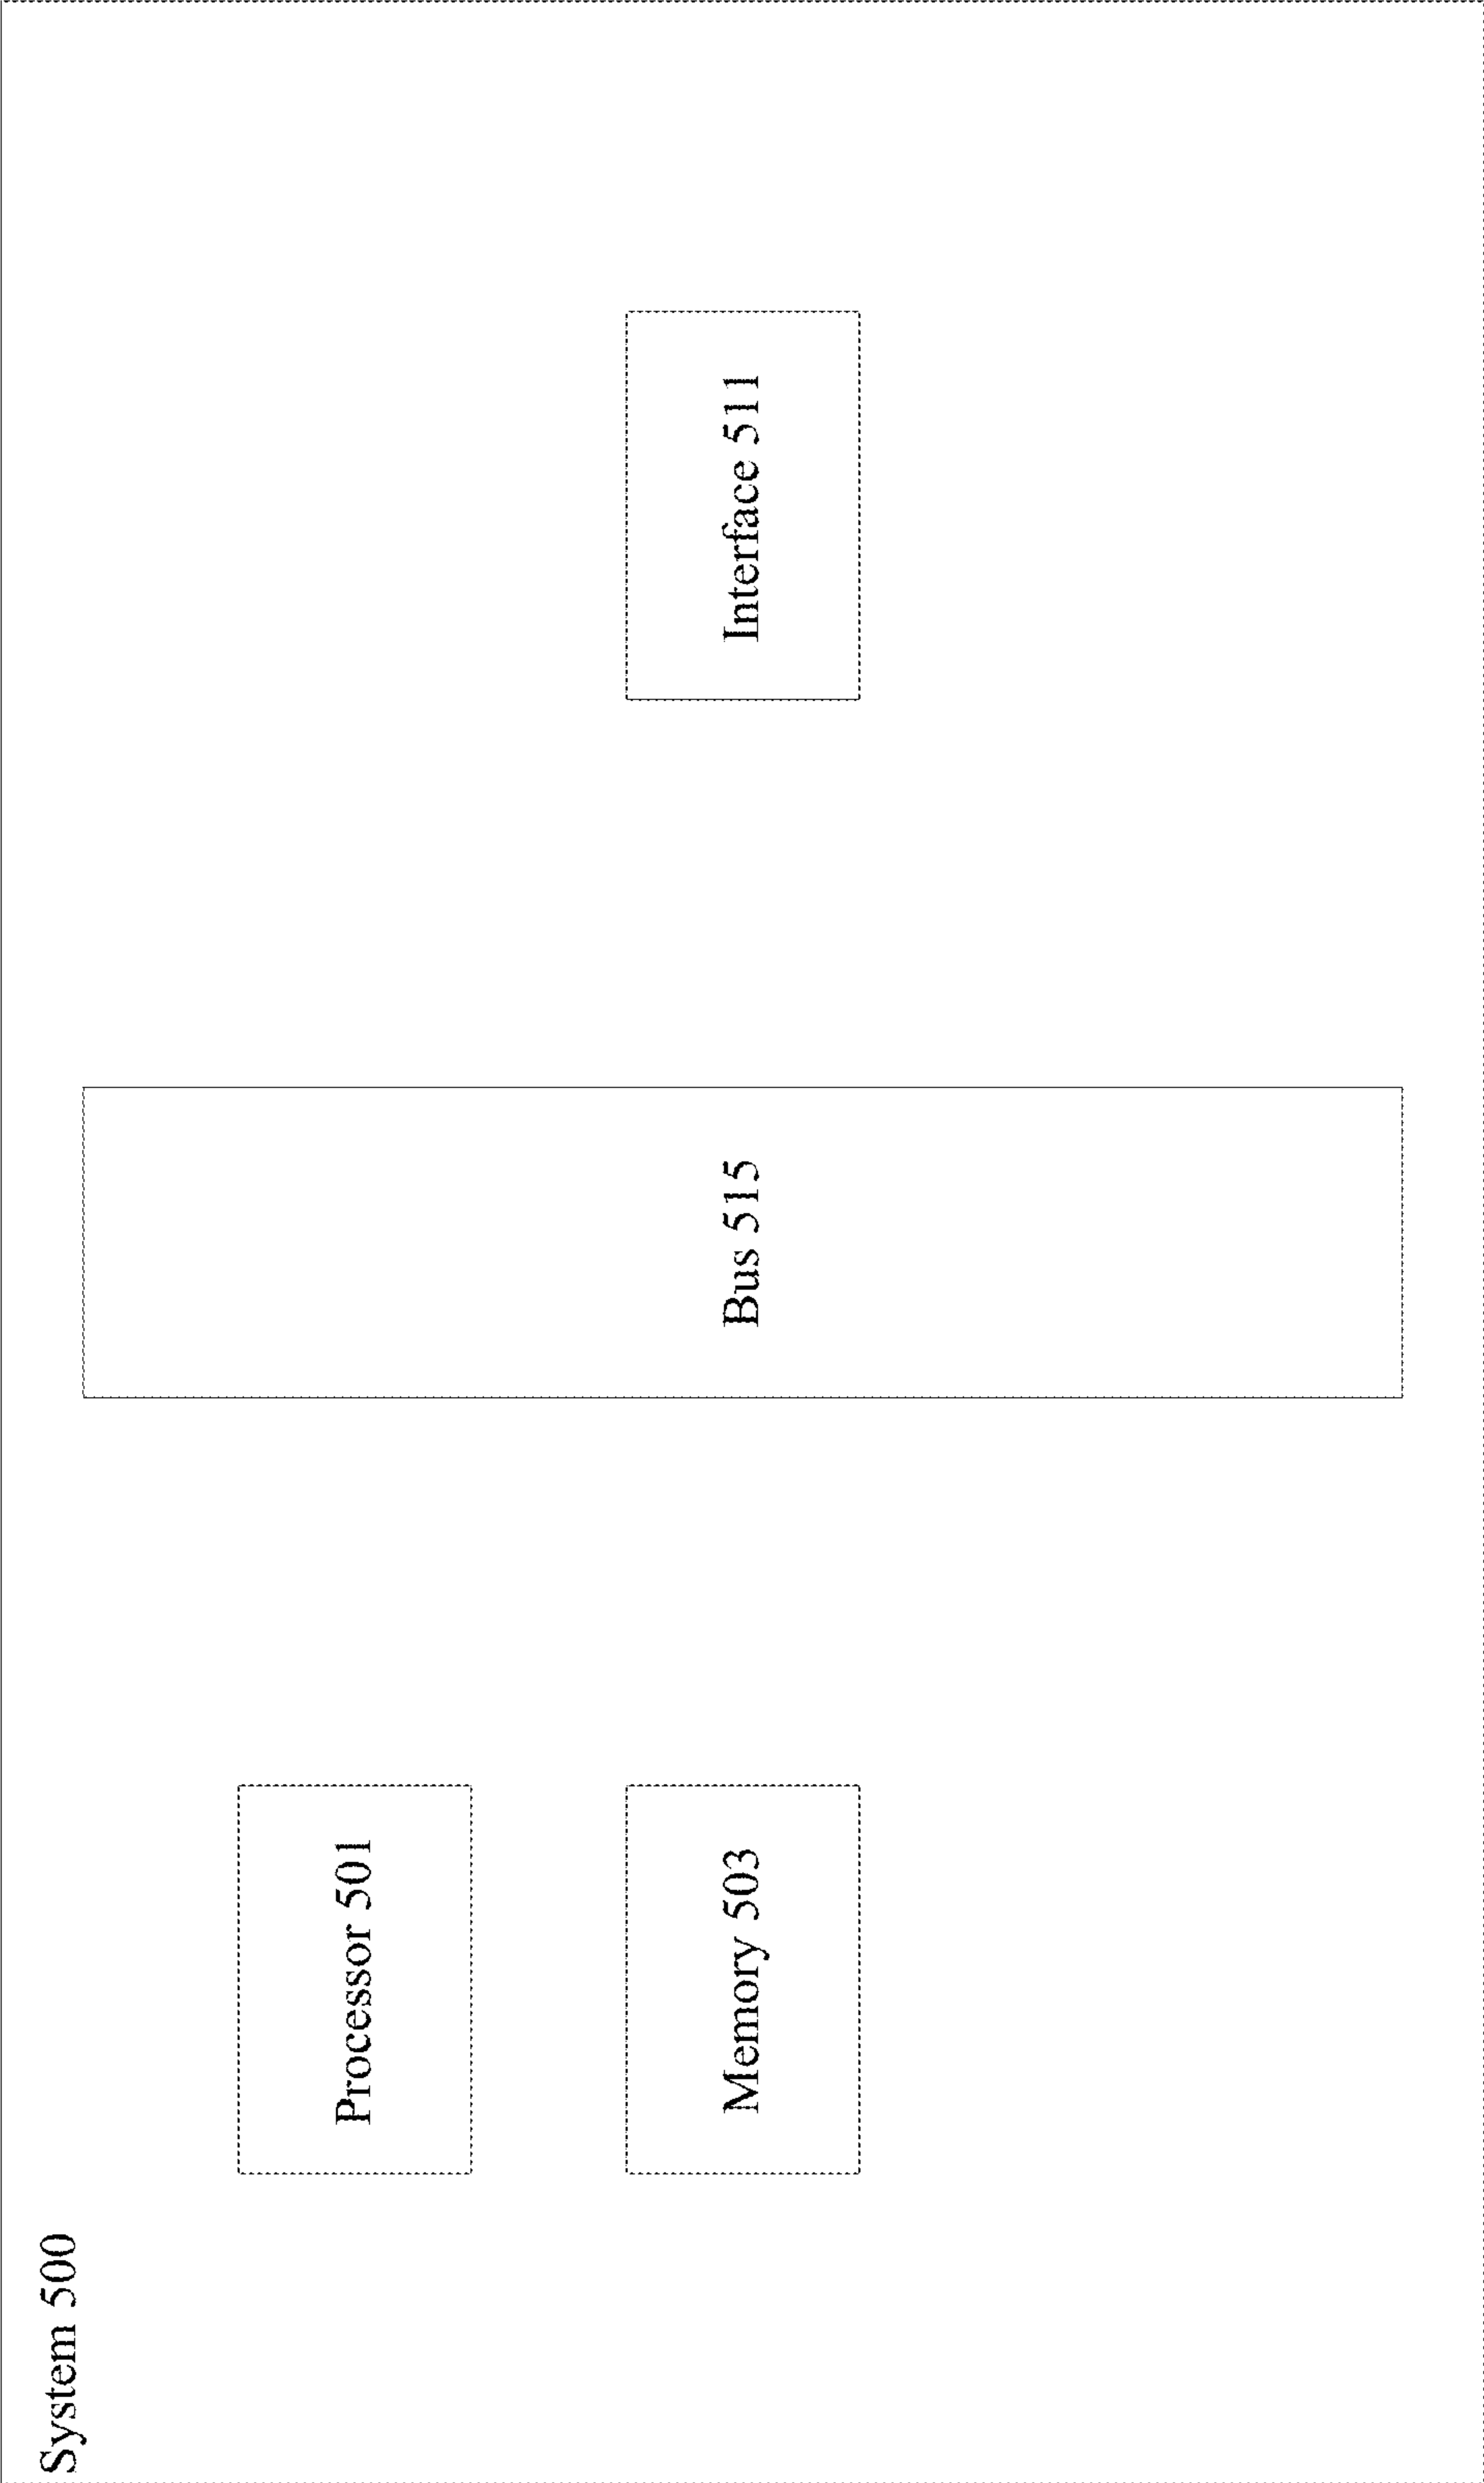 System 500
Processor 501
Memory 503
Bus 515
Interface 511